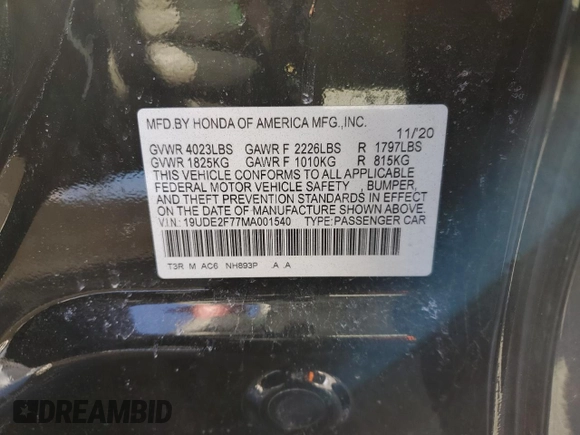 MFD.BY HONDA OF AMERICA MFG.,INC.
11/'20
GVWR 4023LBS GAWR F 2226LBS R 1797LBS
GVWR 1825KG GAWR F 1010KG R 815KG
THIS VEHICLE CONFORMS TO ALL APPLICABLE
FEDERAL MOTOR VEHICLE SAFETY , BUMPER,
AND THEFT PREVENTION STANDARDS IN EFFECT
ON THE DATE OF MANUFACTURE SHOWN ABOVE.
V.I.N.: 19UDE2F77MA001540 TYPE:PASSENGER CAR
T3R M AC6 NH893P A .A
DREAMBID